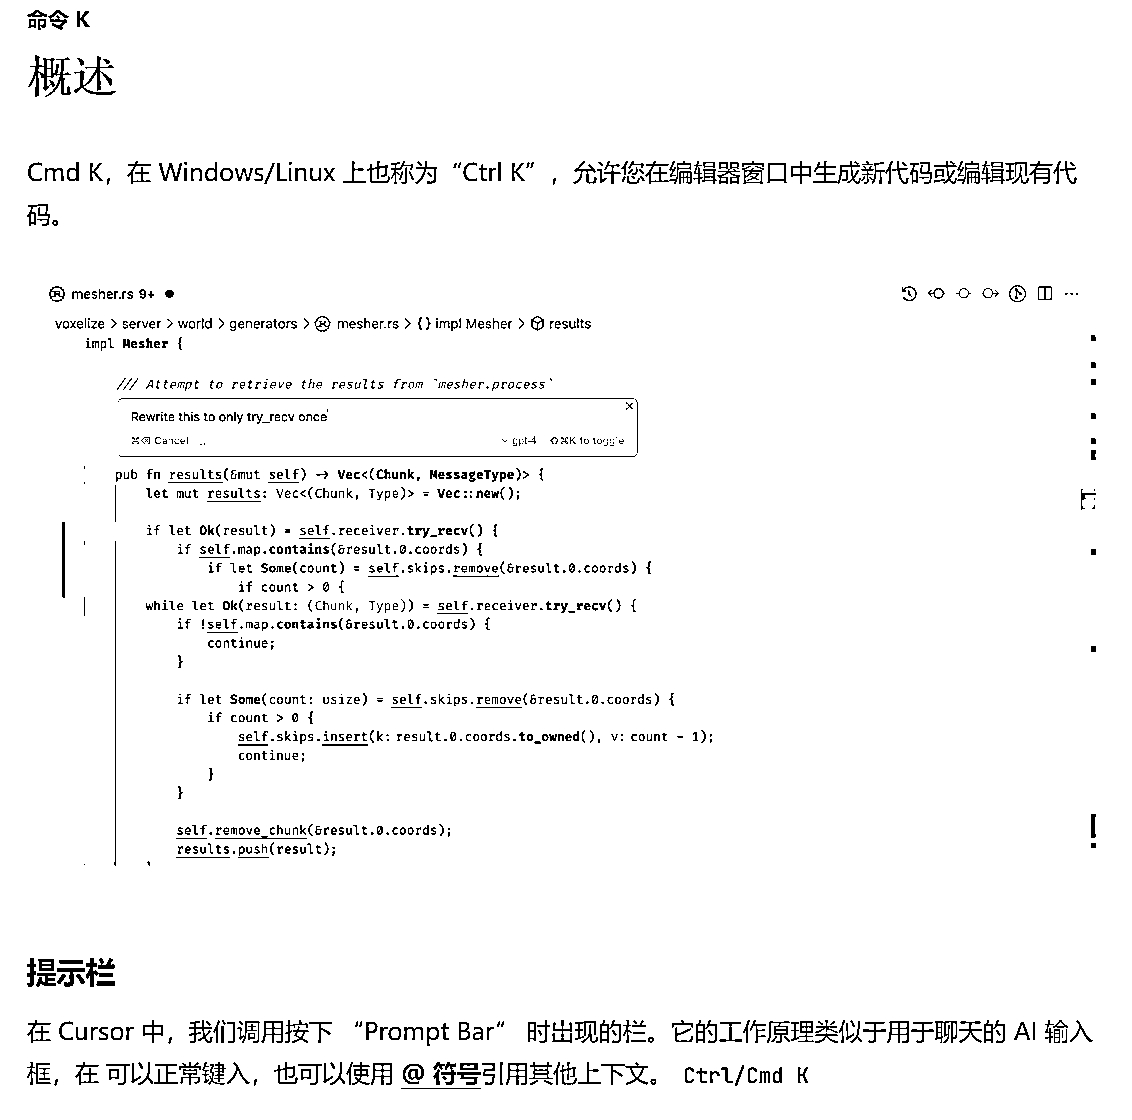 命令 K
概述
Cmd K，在 Windows/Linux 上也称为“Ctrl K”，允许您在编辑器窗口中生成新代码或编辑现有代
码。
mesher.rs 9+ ●
voxelize > server > world > generators > mesher.rs > {} impl Mesher > results
impl Mesher {
/// Attempt to retrieve the results from `mesher.process`
Rewrite this to only try_recv once
⌘⌫ Cancel
gpt-4 ⇧⌘K to toggle
pub fn results(&mut self) -> Vec<(Chunk, MessageType)> {
let mut results: Vec<(Chunk, Type)> = Vec::new();
if let Ok(result) = self.receiver.try_recv() {
if self.map.contains(&result.0.coords) {
if let Some(count) = self.skips.remove(&result.0.coords) {
if count > 0 {
while let Ok(result: (Chunk, Type)) = self.receiver.try_recv() {
if !self.map.contains(&result.0.coords) {
continue;
}
if let Some(count: usize) = self.skips.remove(&result.0.coords) {
if count > 0 {
self.skips.insert(k: result.0.coords.to_owned(), v: count - 1);
continue;
}
}
self.remove_chunk(&result.0.coords);
results.push(result);
提示栏
在 Cursor 中，我们调用按下 “Prompt Bar” 时出现的栏。它的工作原理类似于用于聊天的 AI 输入
框，在 可以正常键入，也可以使用 @ 符号引用其他上下文。 Ctrl/Cmd K